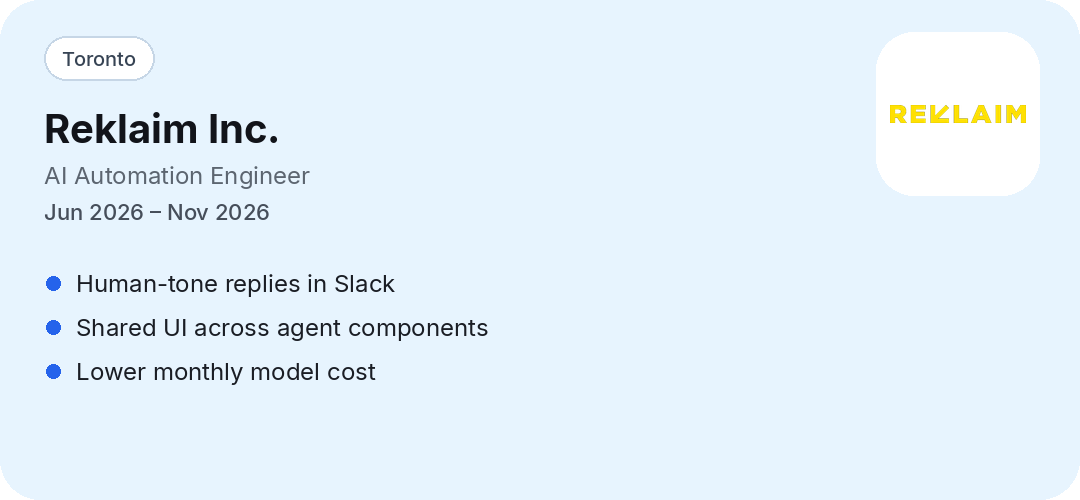 Toronto
REKLAIM
Reklaim Inc.
AI Automation Engineer
Jun 2026 – Nov 2026
Human-tone replies in Slack
Shared UI across agent components
Lower monthly model cost